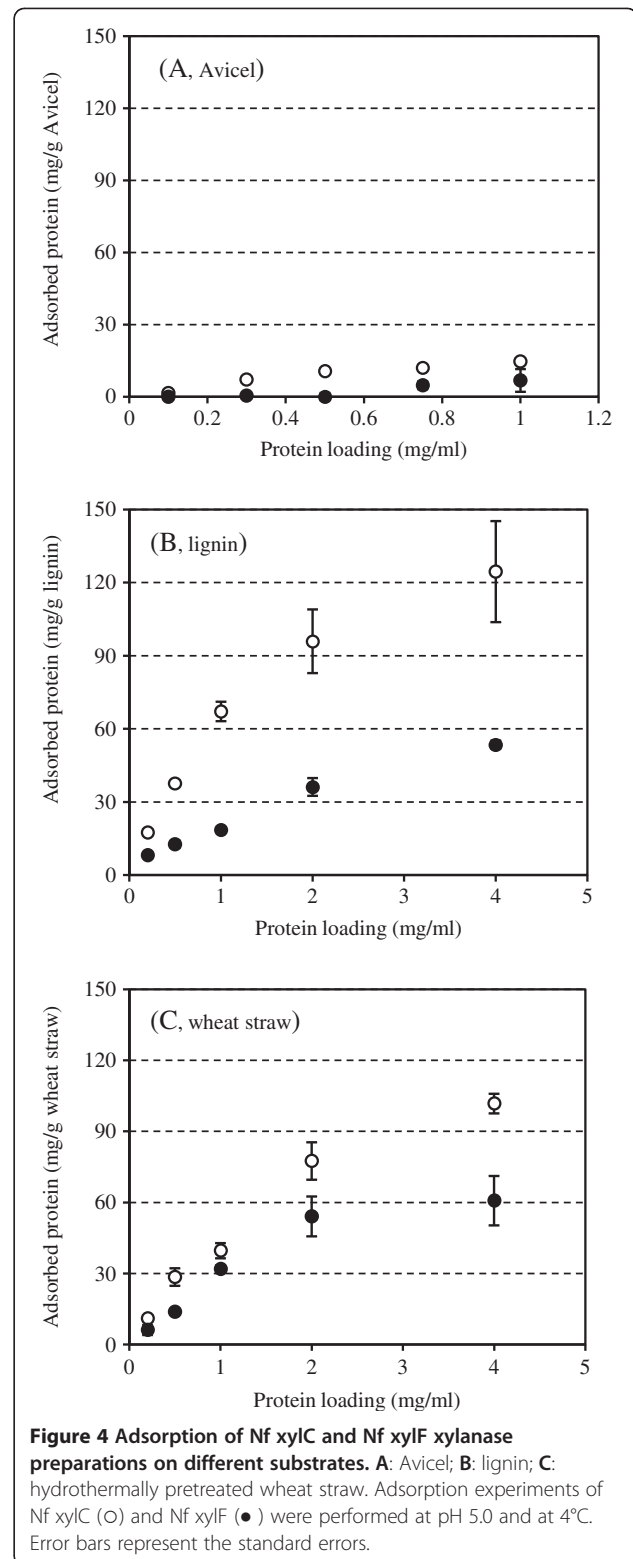 (A, Avicel)
Adsorbed protein (mg/g Avicel)
150
120
90
60
30
0
0 0.2 0.4 0.6 0.8 1 1.2
Protein loading (mg/ml)
(B, lignin)
Adsorbed protein (mg/g lignin)
150
120
90
60
30
0
0 1 2 3 4 5
Protein loading (mg/ml)
(C, wheat straw)
Adsorbed protein (mg/g wheat straw)
150
120
90
60
30
0
0 1 2 3 4 5
Protein loading (mg/ml)
Figure 4 Adsorption of Nf xylC and Nf xylF xylanase
preparations on different substrates. A: Avicel; B: lignin; C:
hydrothermally pretreated wheat straw. Adsorption experiments of
Nf xylC (○) and Nf xylF (● ) were performed at pH 5.0 and at 4°C.
Error bars represent the standard errors.